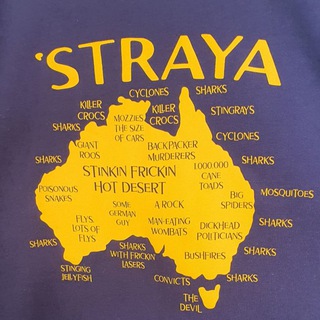 'STRAYA
CYCLONES
SHARKS
KILLER
CROCS
KILLER
CROCS
STINGRAYS
MOZZIES
THE SIZE
OF CARS
SHARKS
CYCLONES
GIANT
ROOS
BACKPACKER
MURDERERS
SHARKS
SHARKS
STINKIN FRICKIN
HOT DESERT
1,000,000
CANE
TOADS
POISONOUS
SNAKES
MOSQUITOES
BIG
SPIDERS
SOME
GERMAN
GUY
A ROCK
FLYS.
LOTS OF
FLYS
MAN-EATING
WOMBATS
DICKHEAD
POLITICIANS
SHARKS
SHARKS
SHARKS
WITH FRICKIN
LASERS
BUSHFIRES
SHARKS
STINGING
JELLYFISH
CONVICTS
SHARKS
THE
DEVIL